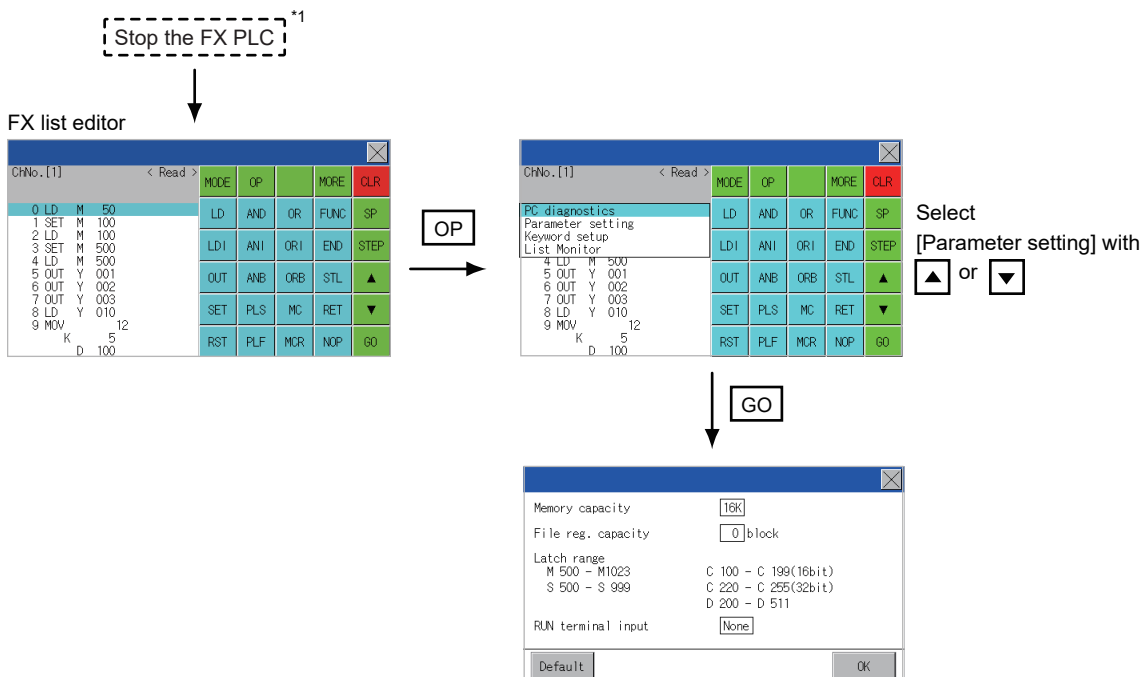 Stop the FX PLC *1
FX list editor
ChNo.[1] < Read >
MODE OP MORE CLR
0 LD M 50
1 SET M 100
2 LD M 100
3 SET M 500
4 LD M 500
5 OUT Y 001
6 OUT Y 002
7 OUT Y 003
8 LD Y 010
9 MOV 12
K 5
D 100
LD AND OR FUNC SP
LDI ANI ORI END STEP
OUT ANB ORB STL ▲
SET PLS MC RET ▼
RST PLF MCR NOP GO
OP
ChNo.[1] < Read >
MODE OP MORE CLR
PC diagnostics
Parameter setting
Keyword setup
List Monitor
4 LD M 500
5 OUT Y 001
6 OUT Y 002
7 OUT Y 003
8 LD Y 010
9 MOV 12
K 5
D 100
LD AND OR FUNC SP
LDI ANI ORI END STEP
OUT ANB ORB STL ▲
SET PLS MC RET ▼
RST PLF MCR NOP GO
Select
[Parameter setting] with
▲ or ▼
GO
Memory capacity 16K
File reg. capacity 0 block
Latch range
M 500 - M1023 C 100 - C 199(16bit)
S 500 - S 999 C 220 - C 255(32bit)
D 200 - D 511
RUN terminal input None
Default OK